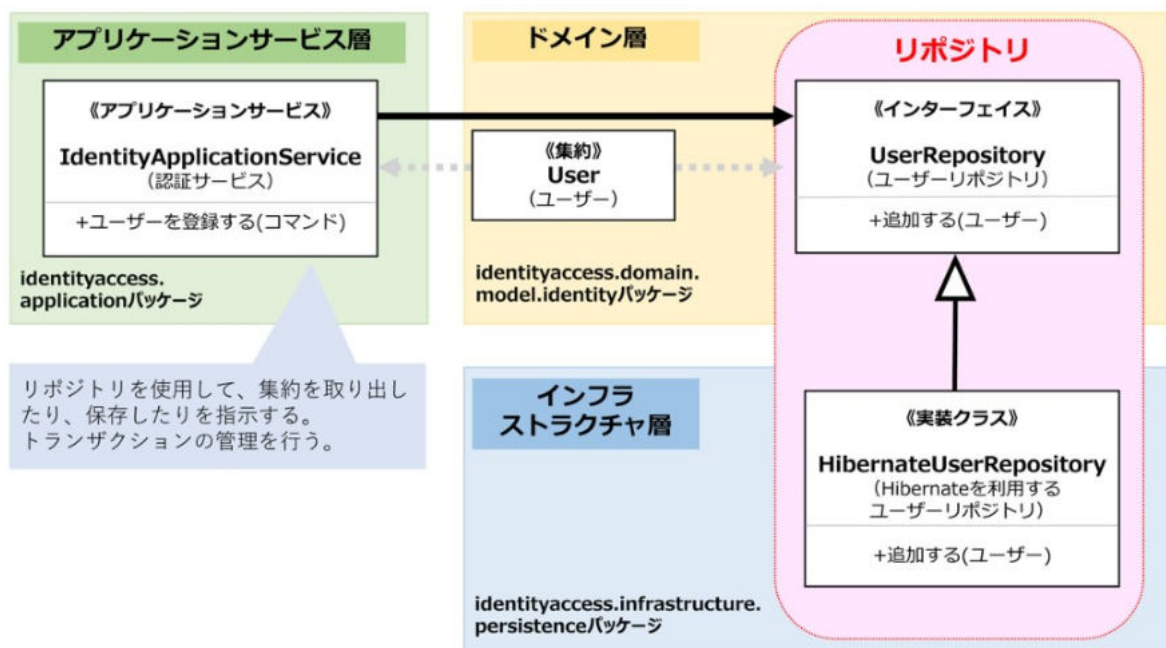 アプリケーションサービス層
《アプリケーションサービス》
IdentityApplicationService
（認証サービス）
+ユーザーを登録する(コマンド)
identityaccess.
applicationパッケージ
リポジトリを使用して、集約を取り出し
たり、保存したりを指示する。
トランザクションの管理を行う。
ドメイン層
《集約》
User
（ユーザー）
identityaccess.domain.
model.identityパッケージ
リポジトリ
《インターフェイス》
UserRepository
（ユーザーリポジトリ）
+追加する(ユーザー)
インフラ
ストラクチャ層
《実装クラス》
HibernateUserRepository
（Hibernateを利用する
ユーザーリポジトリ）
+追加する(ユーザー)
identityaccess.infrastructure.
persistenceパッケージ